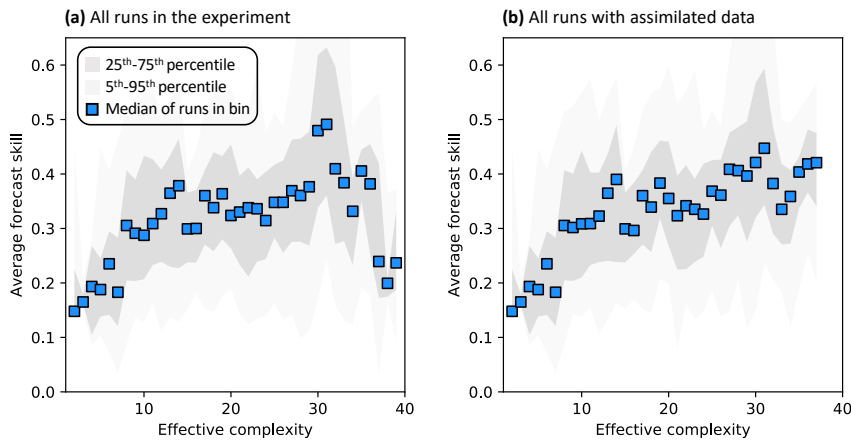 (a) All runs in the experiment
(b) All runs with assimilated data
25th-75th percentile
5th-95th percentile
Median of runs in bin
Average forecast skill
0.6
0.5
0.4
0.3
0.2
0.1
0.0
10
20
30
40
Effective complexity
Average forecast skill
0.6
0.5
0.4
0.3
0.2
0.1
0.0
10
20
30
40
Effective complexity